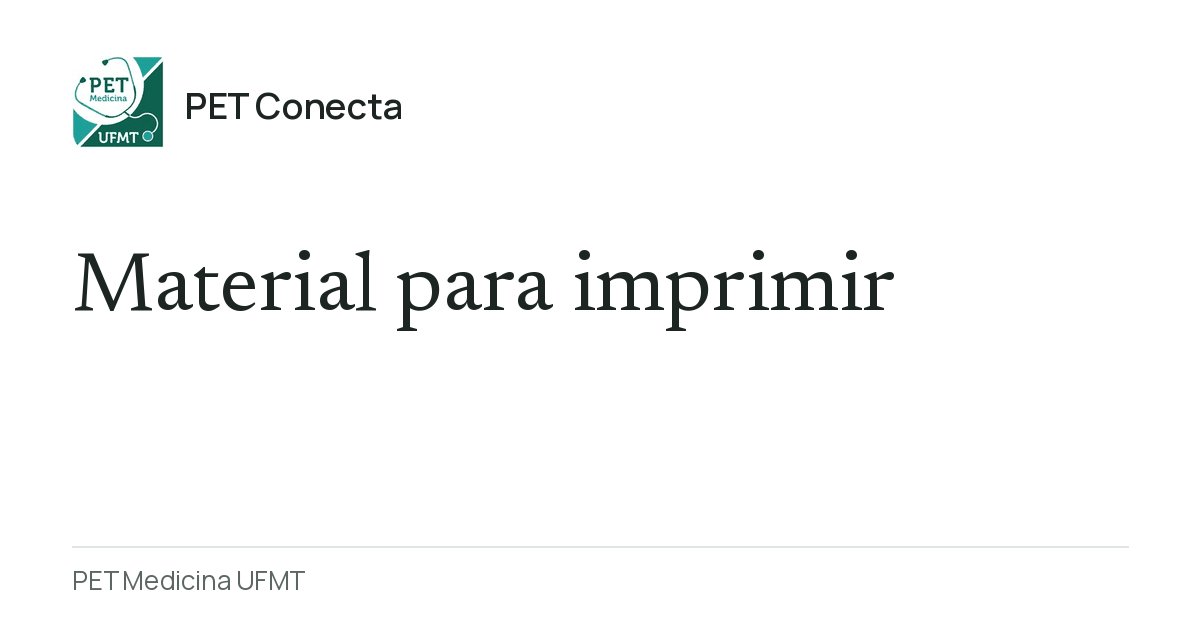 PET
Medicina
UFMT
PET Conecta
Material para imprimir
PET Medicina UFMT